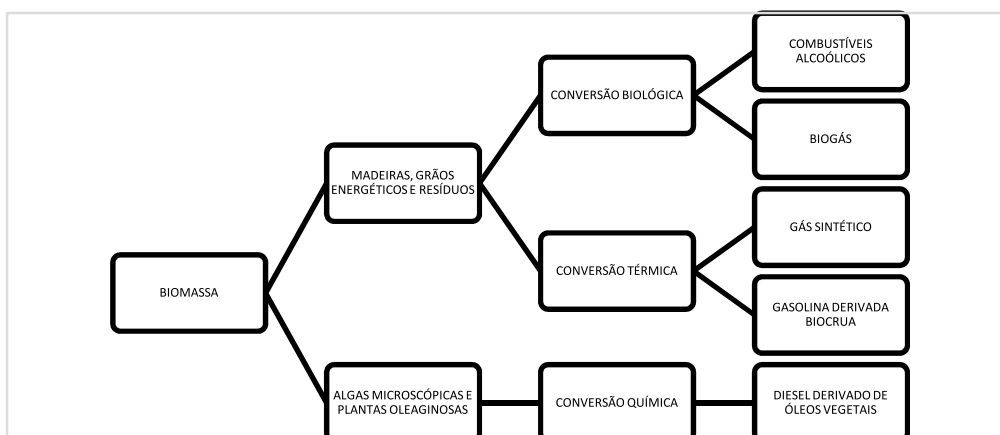 COMBUSTÍVEIS
ALCOÓLICOS
CONVERSÃO BIOLÓGICA
BIOGÁS
MADEIRAS, GRÃOS
ENERGÉTICOS E RESÍDUOS
GÁS SINTÉTICO
CONVERSÃO TÉRMICA
BIOMASSA
GASOLINA DERIVADA
BIOCRUA
ALGAS MICROSCÓPICAS E
PLANTAS OLEAGINOSAS
CONVERSÃO QUÍMICA
DIESEL DERIVADO DE
ÓLEOS VEGETAIS